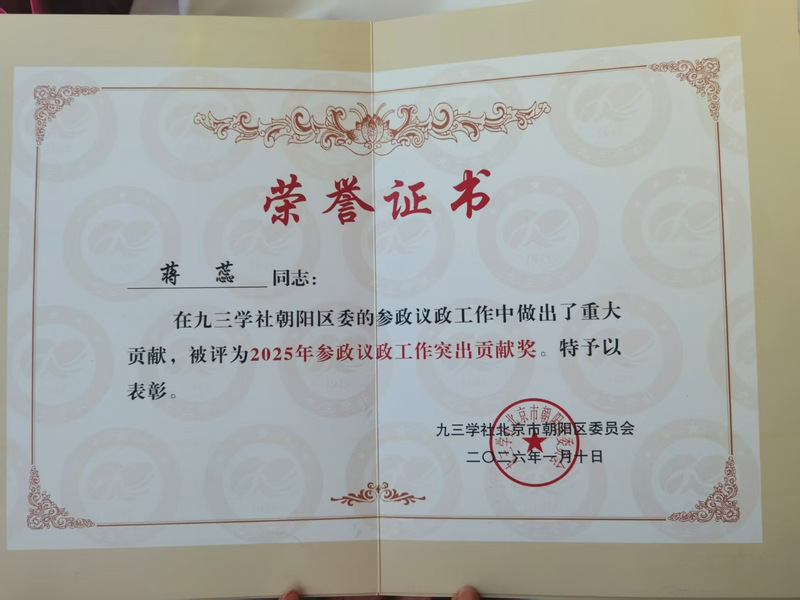 荣誉证书
蒋蕊 同志：
在九三学社朝阳区委的参政议政工作中做出了重大
贡献，被评为2025年参政议政工作突出贡献奖。特予以
表彰。
九三学社北京市朝阳区委员会
二〇二六年一月十日